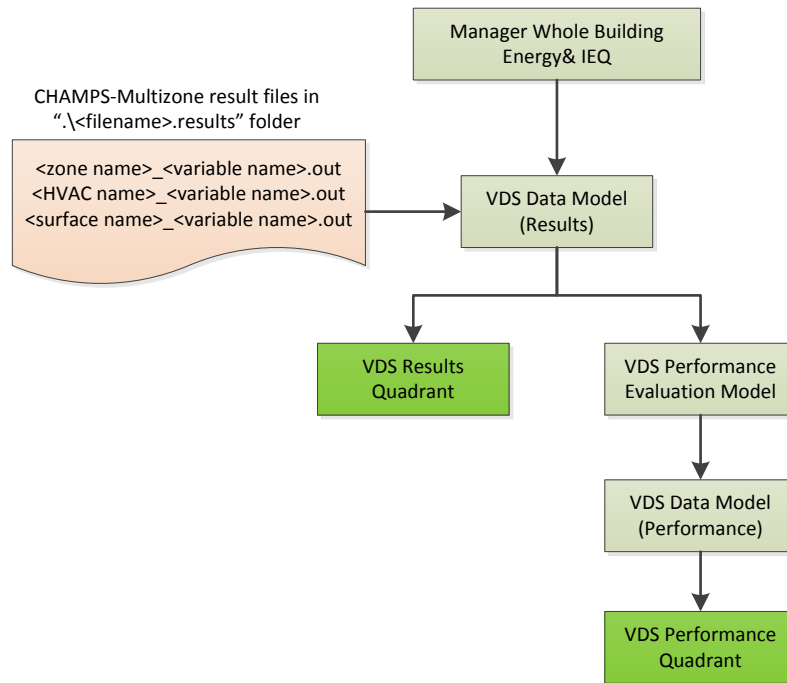 Manager Whole Building
Energy& IEQ
CHAMPS-Multizone result files in
“.\<filename>.results” folder
<zone name>_<variable name>.out
<HVAC name>_<variable name>.out
<surface name>_<variable name>.out
VDS Data Model
(Results)
VDS Results
Quadrant
VDS Performance
Evaluation Model
VDS Data Model
(Performance)
VDS Performance
Quadrant